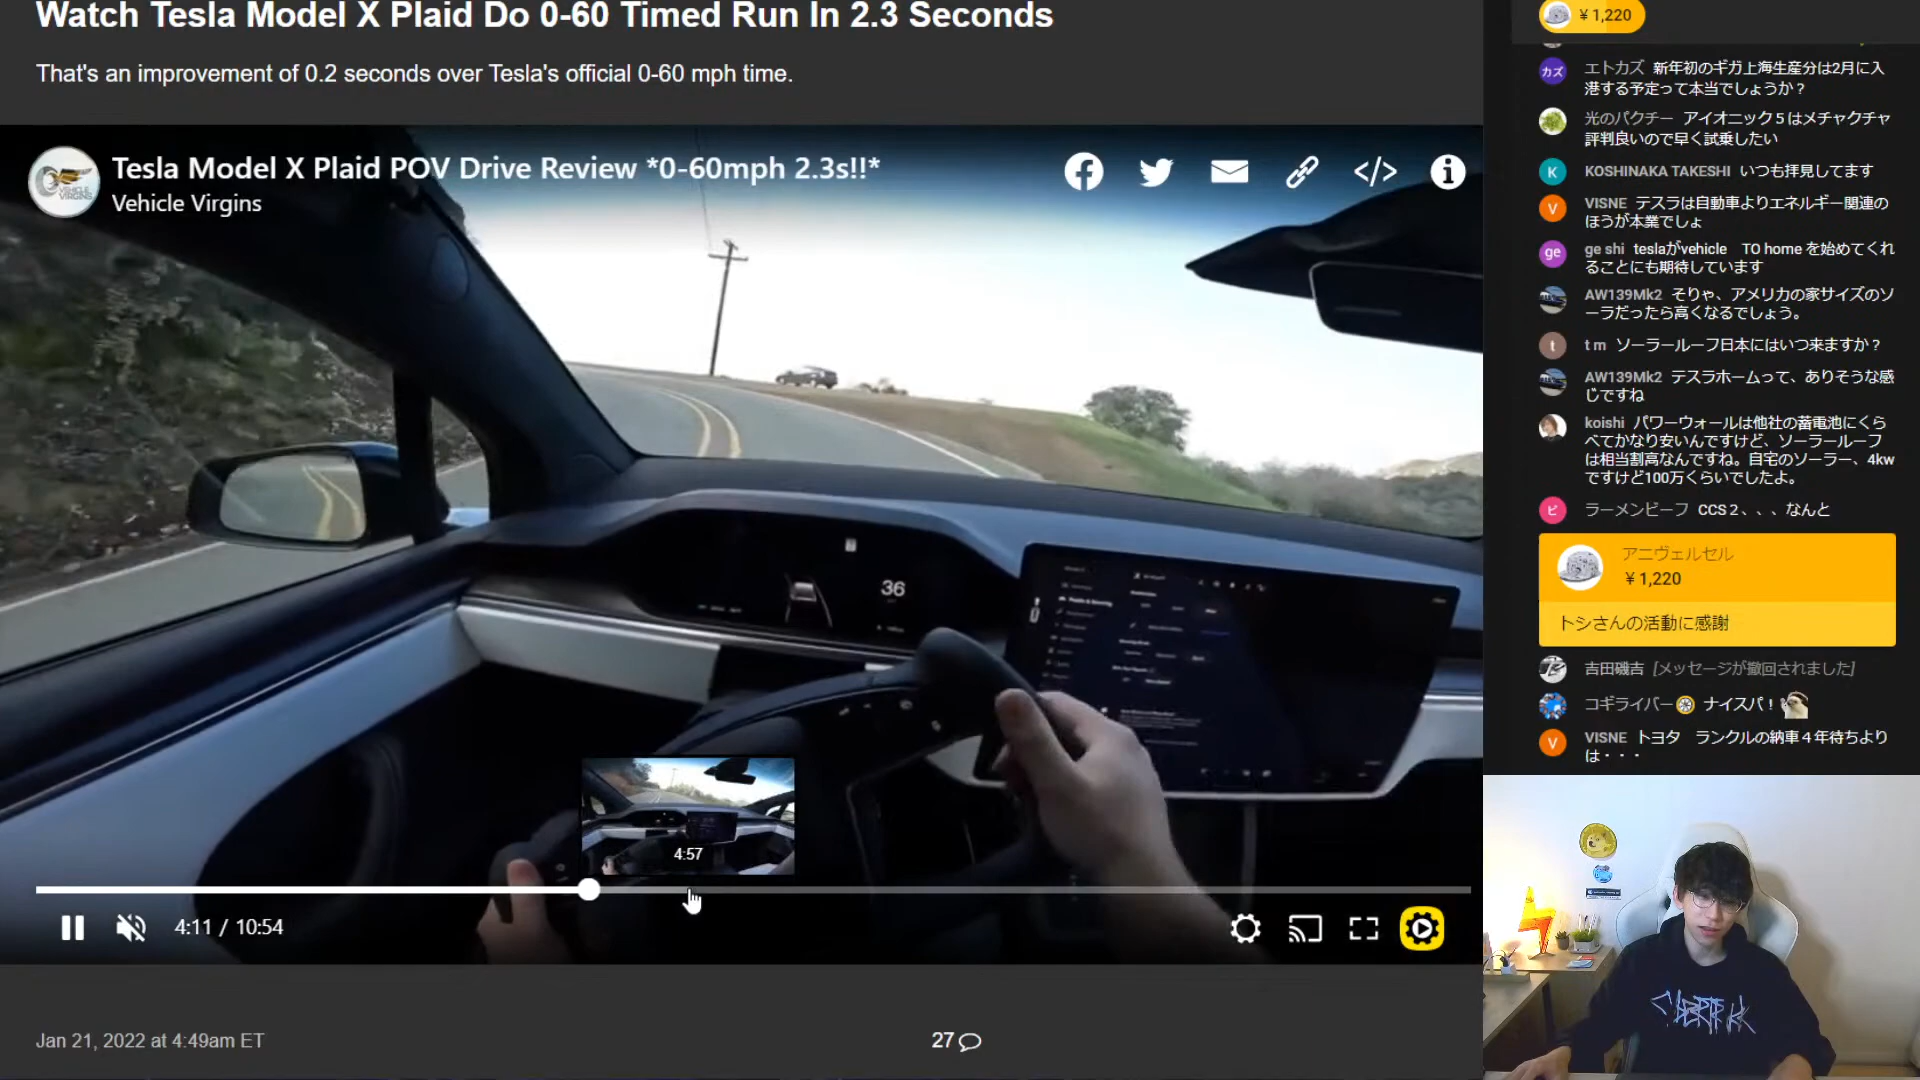 Watch Tesla Model X Plaid Do 0-60 Timed Run In 2.3 Seconds
That's an improvement of 0.2 seconds over Tesla's official 0-60 mph time.
Tesla Model X Plaid POV Drive Review *0-60mph 2.3s!!*
Vehicle Virgins
36
4:57
4:11 / 10:54
Jan 21, 2022 at 4:49am ET
27
¥1,220
カズ
エトカズ 新年初のギガ上海生産分は2月に入
港する予定って本当でしょうか？
光のパクチー アイオニック５はメチャクチャ
評判良いので早く試乗したい
K
KOSHINAKA TAKESHI いつも拝見してます
V
VISNE テスラは自動車よりエネルギー関連の
ほうが本業でしょ
ge
ge shi teslaがvehicle　TO home を始めてくれ
ることにも期待しています
AW139Mk2 そりゃ、アメリカの家サイズのソ
ーラだったら高くなるでしょう。
t
t m ソーラールーフ日本にはいつ来ますか？
AW139Mk2 テスラホームって、ありそうな感
じですね
koishi パワーウォールは他社の蓄電池にくら
べてかなり安いんですけど、ソーラールーフ
は相当割高なんですね。自宅のソーラー、4kw
ですけど100万くらいでしたよ。
ビ
ラーメンビーフ CCS２、、、なんと
アニヴェルセル
¥1,220
トシさんの活動に感謝
吉田磯吉 [メッセージが撤回されました]
コギライバー ナイスパ！
V
VISNE トヨタ　ランクルの納車４年待ちより
は・・・